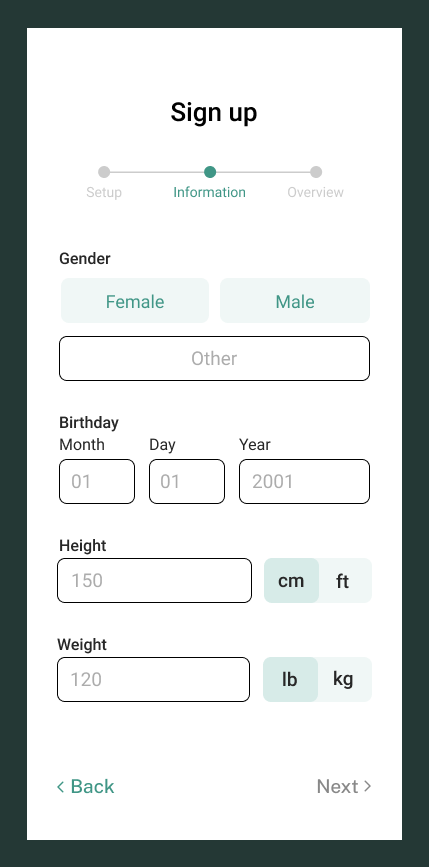 Sign up
Setup Information Overview
Gender
Female Male
Other
Birthday
Month Day Year
01 01 2001
Height
150 cm ft
Weight
120 lb kg
< Back Next >